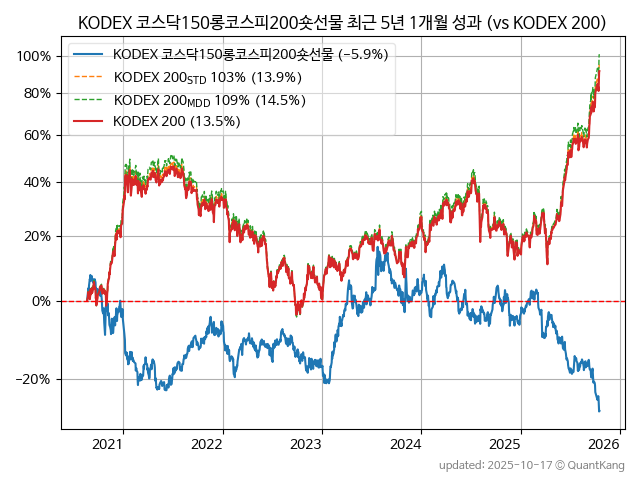 KODEX 코스닥150롱코스피200숏선물 최근 5년 1개월 성과 (vs KODEX 200)
KODEX 코스닥150롱코스피200숏선물 (−5.9%)
KODEX 200STD 103% (13.9%)
KODEX 200MDD 109% (14.5%)
KODEX 200 (13.5%)
100%
80%
60%
40%
20%
0%
−20%
2021 2022 2023 2024 2025 2026
updated: 2025-10-17 © QuantKang